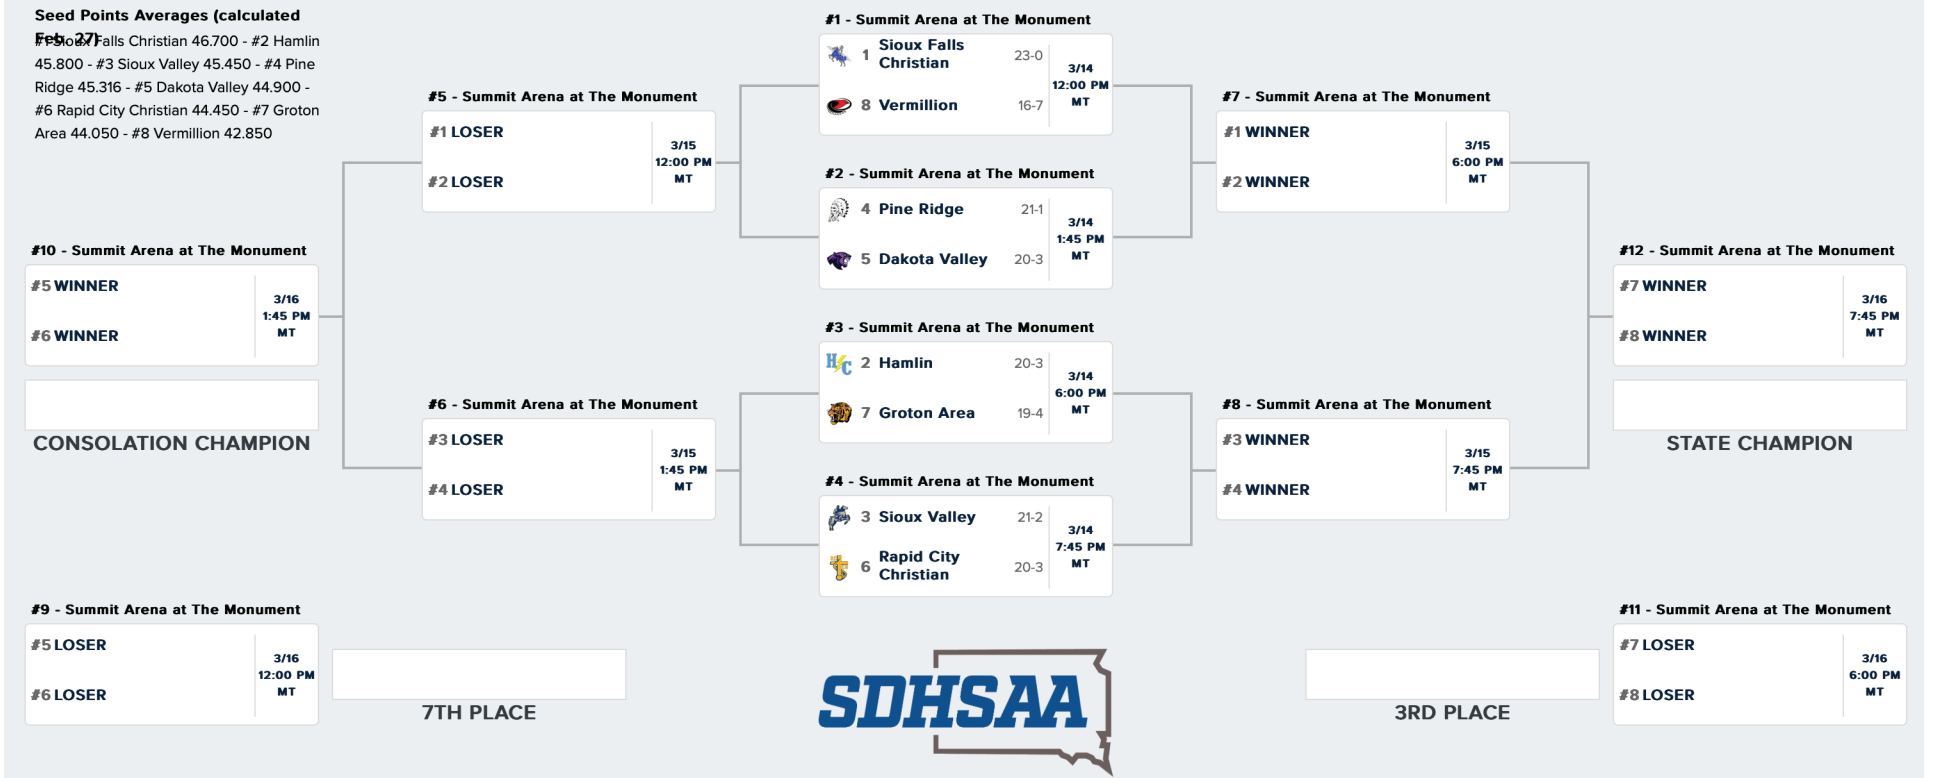 Seed Points Averages (calculated
Feb. 27)
#1 Sioux Falls Christian 46.700 - #2 Hamlin
45.800 - #3 Sioux Valley 45.450 - #4 Pine
Ridge 45.316 - #5 Dakota Valley 44.900 -
#6 Rapid City Christian 44.450 - #7 Groton
Area 44.050 - #8 Vermillion 42.850
#10 - Summit Arena at The Monument
#5 WINNER
#6 WINNER
3/16
1:45 PM
MT
CONSOLATION CHAMPION
#9 - Summit Arena at The Monument
#5 LOSER
#6 LOSER
3/16
12:00 PM
MT
7TH PLACE
#5 - Summit Arena at The Monument
#1 LOSER
#2 LOSER
3/15
12:00 PM
MT
#6 - Summit Arena at The Monument
#3 LOSER
#4 LOSER
3/15
1:45 PM
MT
#1 - Summit Arena at The Monument
1 Sioux Falls
Christian 23-0
8 Vermillion 16-7
3/14
12:00 PM
MT
#2 - Summit Arena at The Monument
4 Pine Ridge 21-1
5 Dakota Valley 20-3
3/14
1:45 PM
MT
#3 - Summit Arena at The Monument
H C 2 Hamlin 20-3
7 Groton Area 19-4
3/14
6:00 PM
MT
#4 - Summit Arena at The Monument
3 Sioux Valley 21-2
6 Rapid City
Christian 20-3
3/14
7:45 PM
MT
SDHSAA
#7 - Summit Arena at The Monument
#1 WINNER
#2 WINNER
3/15
6:00 PM
MT
#8 - Summit Arena at The Monument
#3 WINNER
#4 WINNER
3/15
7:45 PM
MT
#12 - Summit Arena at The Monument
#7 WINNER
#8 WINNER
3/16
7:45 PM
MT
STATE CHAMPION
#11 - Summit Arena at The Monument
#7 LOSER
#8 LOSER
3/16
6:00 PM
MT
3RD PLACE